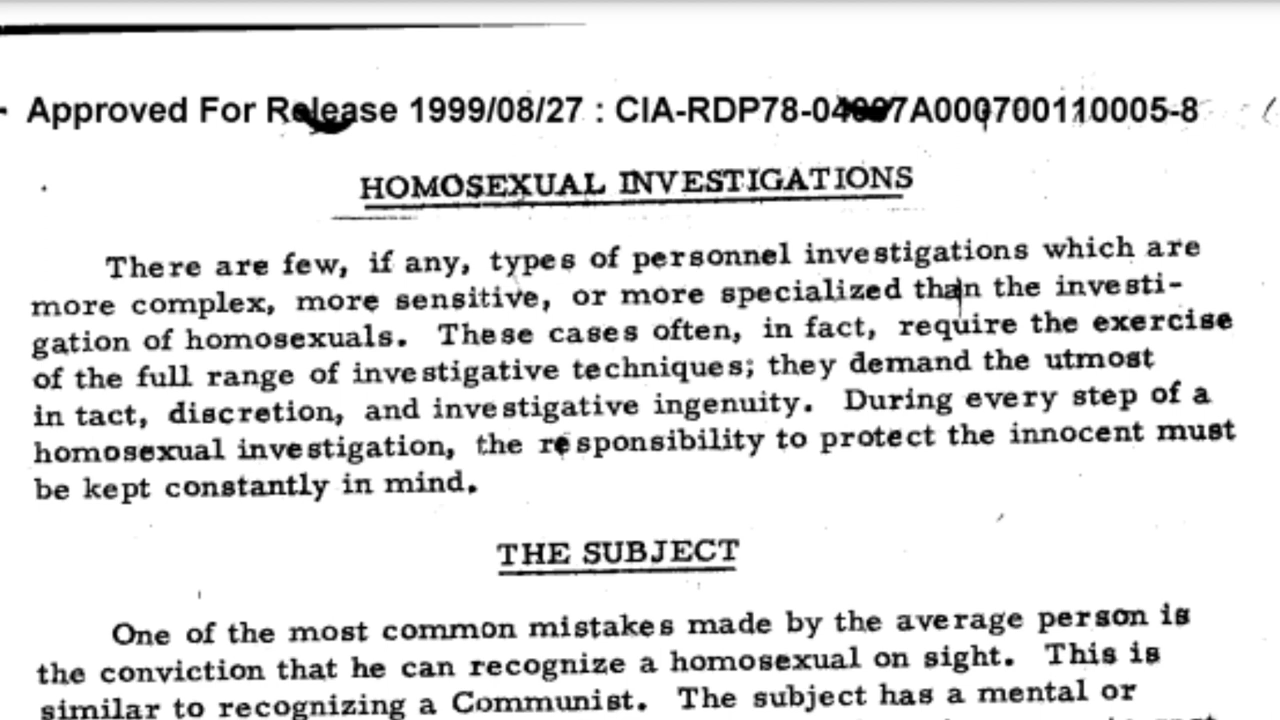 Approved For Release 1999/08/27 : CIA-RDP78-04007A000700110005-8
HOMOSEXUAL INVESTIGATIONS
There are few, if any, types of personnel investigations which are
more complex, more sensitive, or more specialized than the investi-
gation of homosexuals. These cases often, in fact, require the exercise
of the full range of investigative techniques; they demand the utmost
in tact, discretion, and investigative ingenuity. During every step of a
homosexual investigation, the responsibility to protect the innocent must
be kept constantly in mind.
THE SUBJECT
One of the most common mistakes made by the average person is
the conviction that he can recognize a homosexual on sight. This is
similar to recognizing a Communist. The subject has a mental or